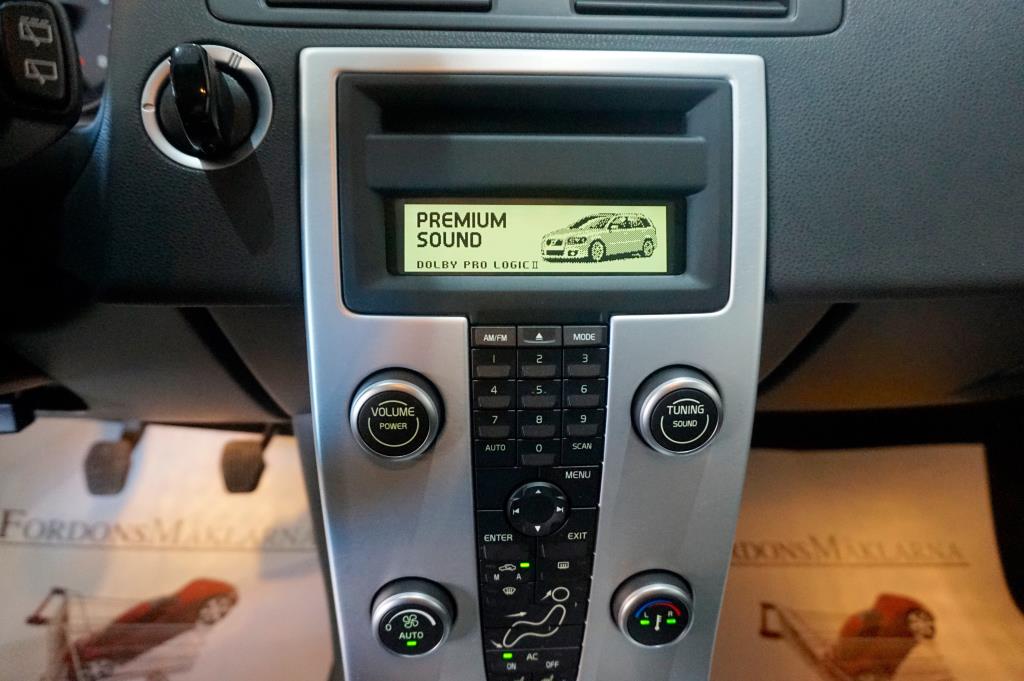 PREMIUM
SOUND
DOLBY PRO LOGIC II
AM/FM MODE
1 2 3
4 5 6
7 8 9
AUTO 0 SCAN
VOLUME
POWER
TUNING
SOUND
MENU
ENTER EXIT
M A
0
AUTO
L R
AC
ON OFF
FORDONSMÄKLARNA
FORDONSMÄKLARNA